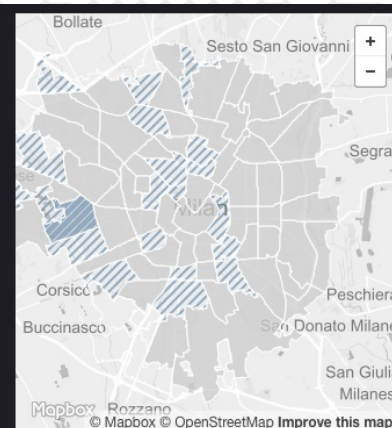 Bollate
Sesto San Giovanni
+
−
Segra
Milan
Corsico
Peschiera
Buccinasco
San Donato Milane
San Giuli
Milanes
Mapbox
Rozzano
© Mapbox © OpenStreetMap Improve this map